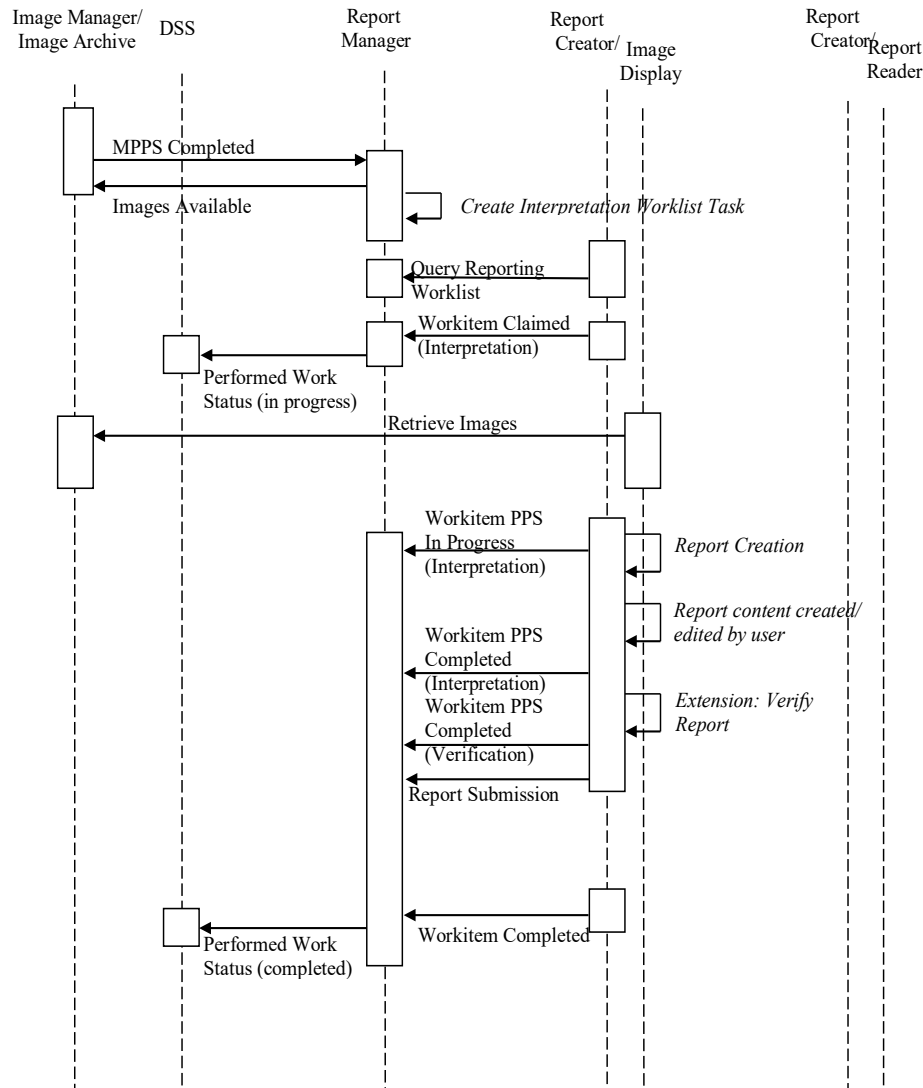 Image Manager/
Image Archive
DSS
Report
Manager
Report
Creator/
Image
Display
Report
Creator/
Report
Reader
MPPS Completed
Images Available
Create Interpretation Worklist Task
Query Reporting
Worklist
Workitem Claimed
(Interpretation)
Performed Work
Status (in progress)
Retrieve Images
Workitem PPS
In Progress
(Interpretation)
Report Creation
Report content created/
edited by user
Workitem PPS
Completed
(Interpretation)
Extension: Verify
Report
Workitem PPS
Completed
(Verification)
Report Submission
Workitem Completed
Performed Work
Status (completed)